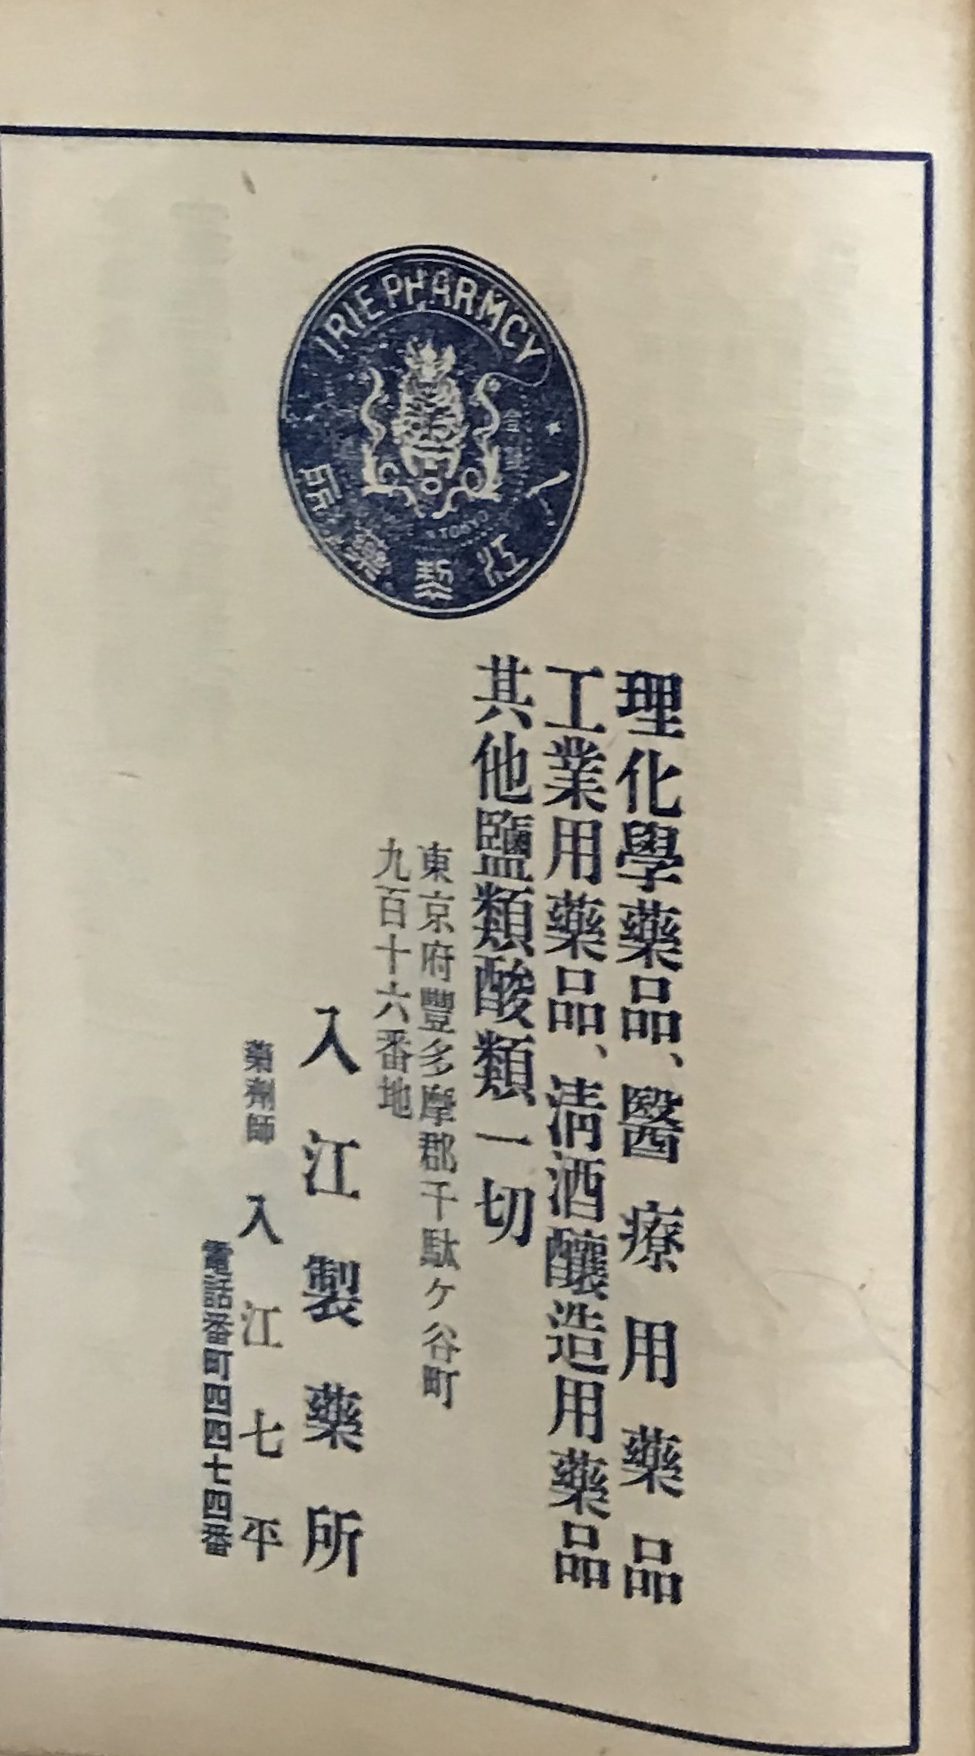 IRIE PHARMCY
入江製藥所
TOKYO
理化學藥品、醫療用藥品
工業用藥品、淸酒釀造用藥品
其他鹽類酸類一切
東京府豐多摩郡千駄ケ谷町
九百十六番地
入江製藥所
藥劑師 入江七平
電話番町四四七四番